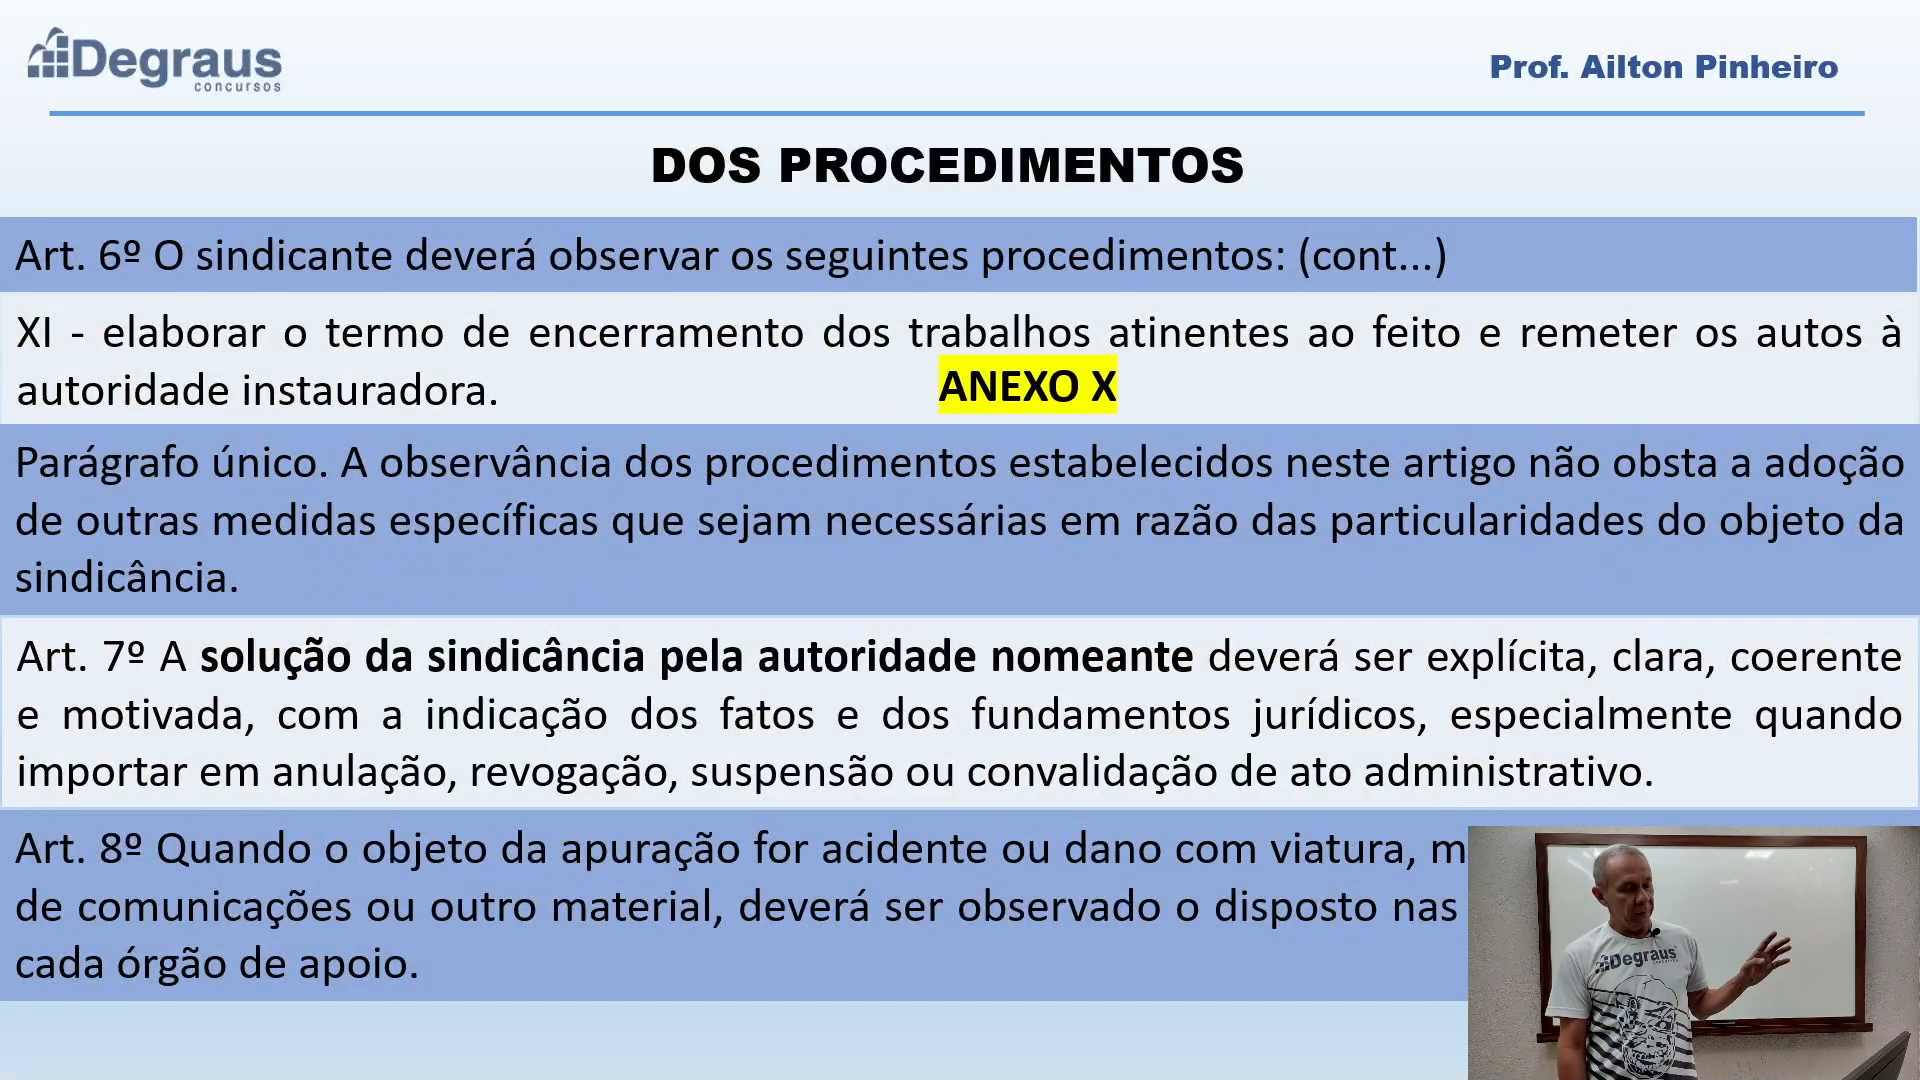 Degraus
concursos
Prof. Ailton Pinheiro
DOS PROCEDIMENTOS
Art. 6º O sindicante deverá observar os seguintes procedimentos: (cont...)
XI - elaborar o termo de encerramento dos trabalhos atinentes ao feito e remeter os autos à
autoridade instauradora.
ANEXO X
Parágrafo único. A observância dos procedimentos estabelecidos neste artigo não obsta a adoção
de outras medidas específicas que sejam necessárias em razão das particularidades do objeto da
sindicância.
Art. 7º A solução da sindicância pela autoridade nomeante deverá ser explícita, clara, coerente
e motivada, com a indicação dos fatos e dos fundamentos jurídicos, especialmente quando
importar em anulação, revogação, suspensão ou convalidação de ato administrativo.
Art. 8º Quando o objeto da apuração for acidente ou dano com viatura, m
de comunicações ou outro material, deverá ser observado o disposto nas
cada órgão de apoio.
Degraus